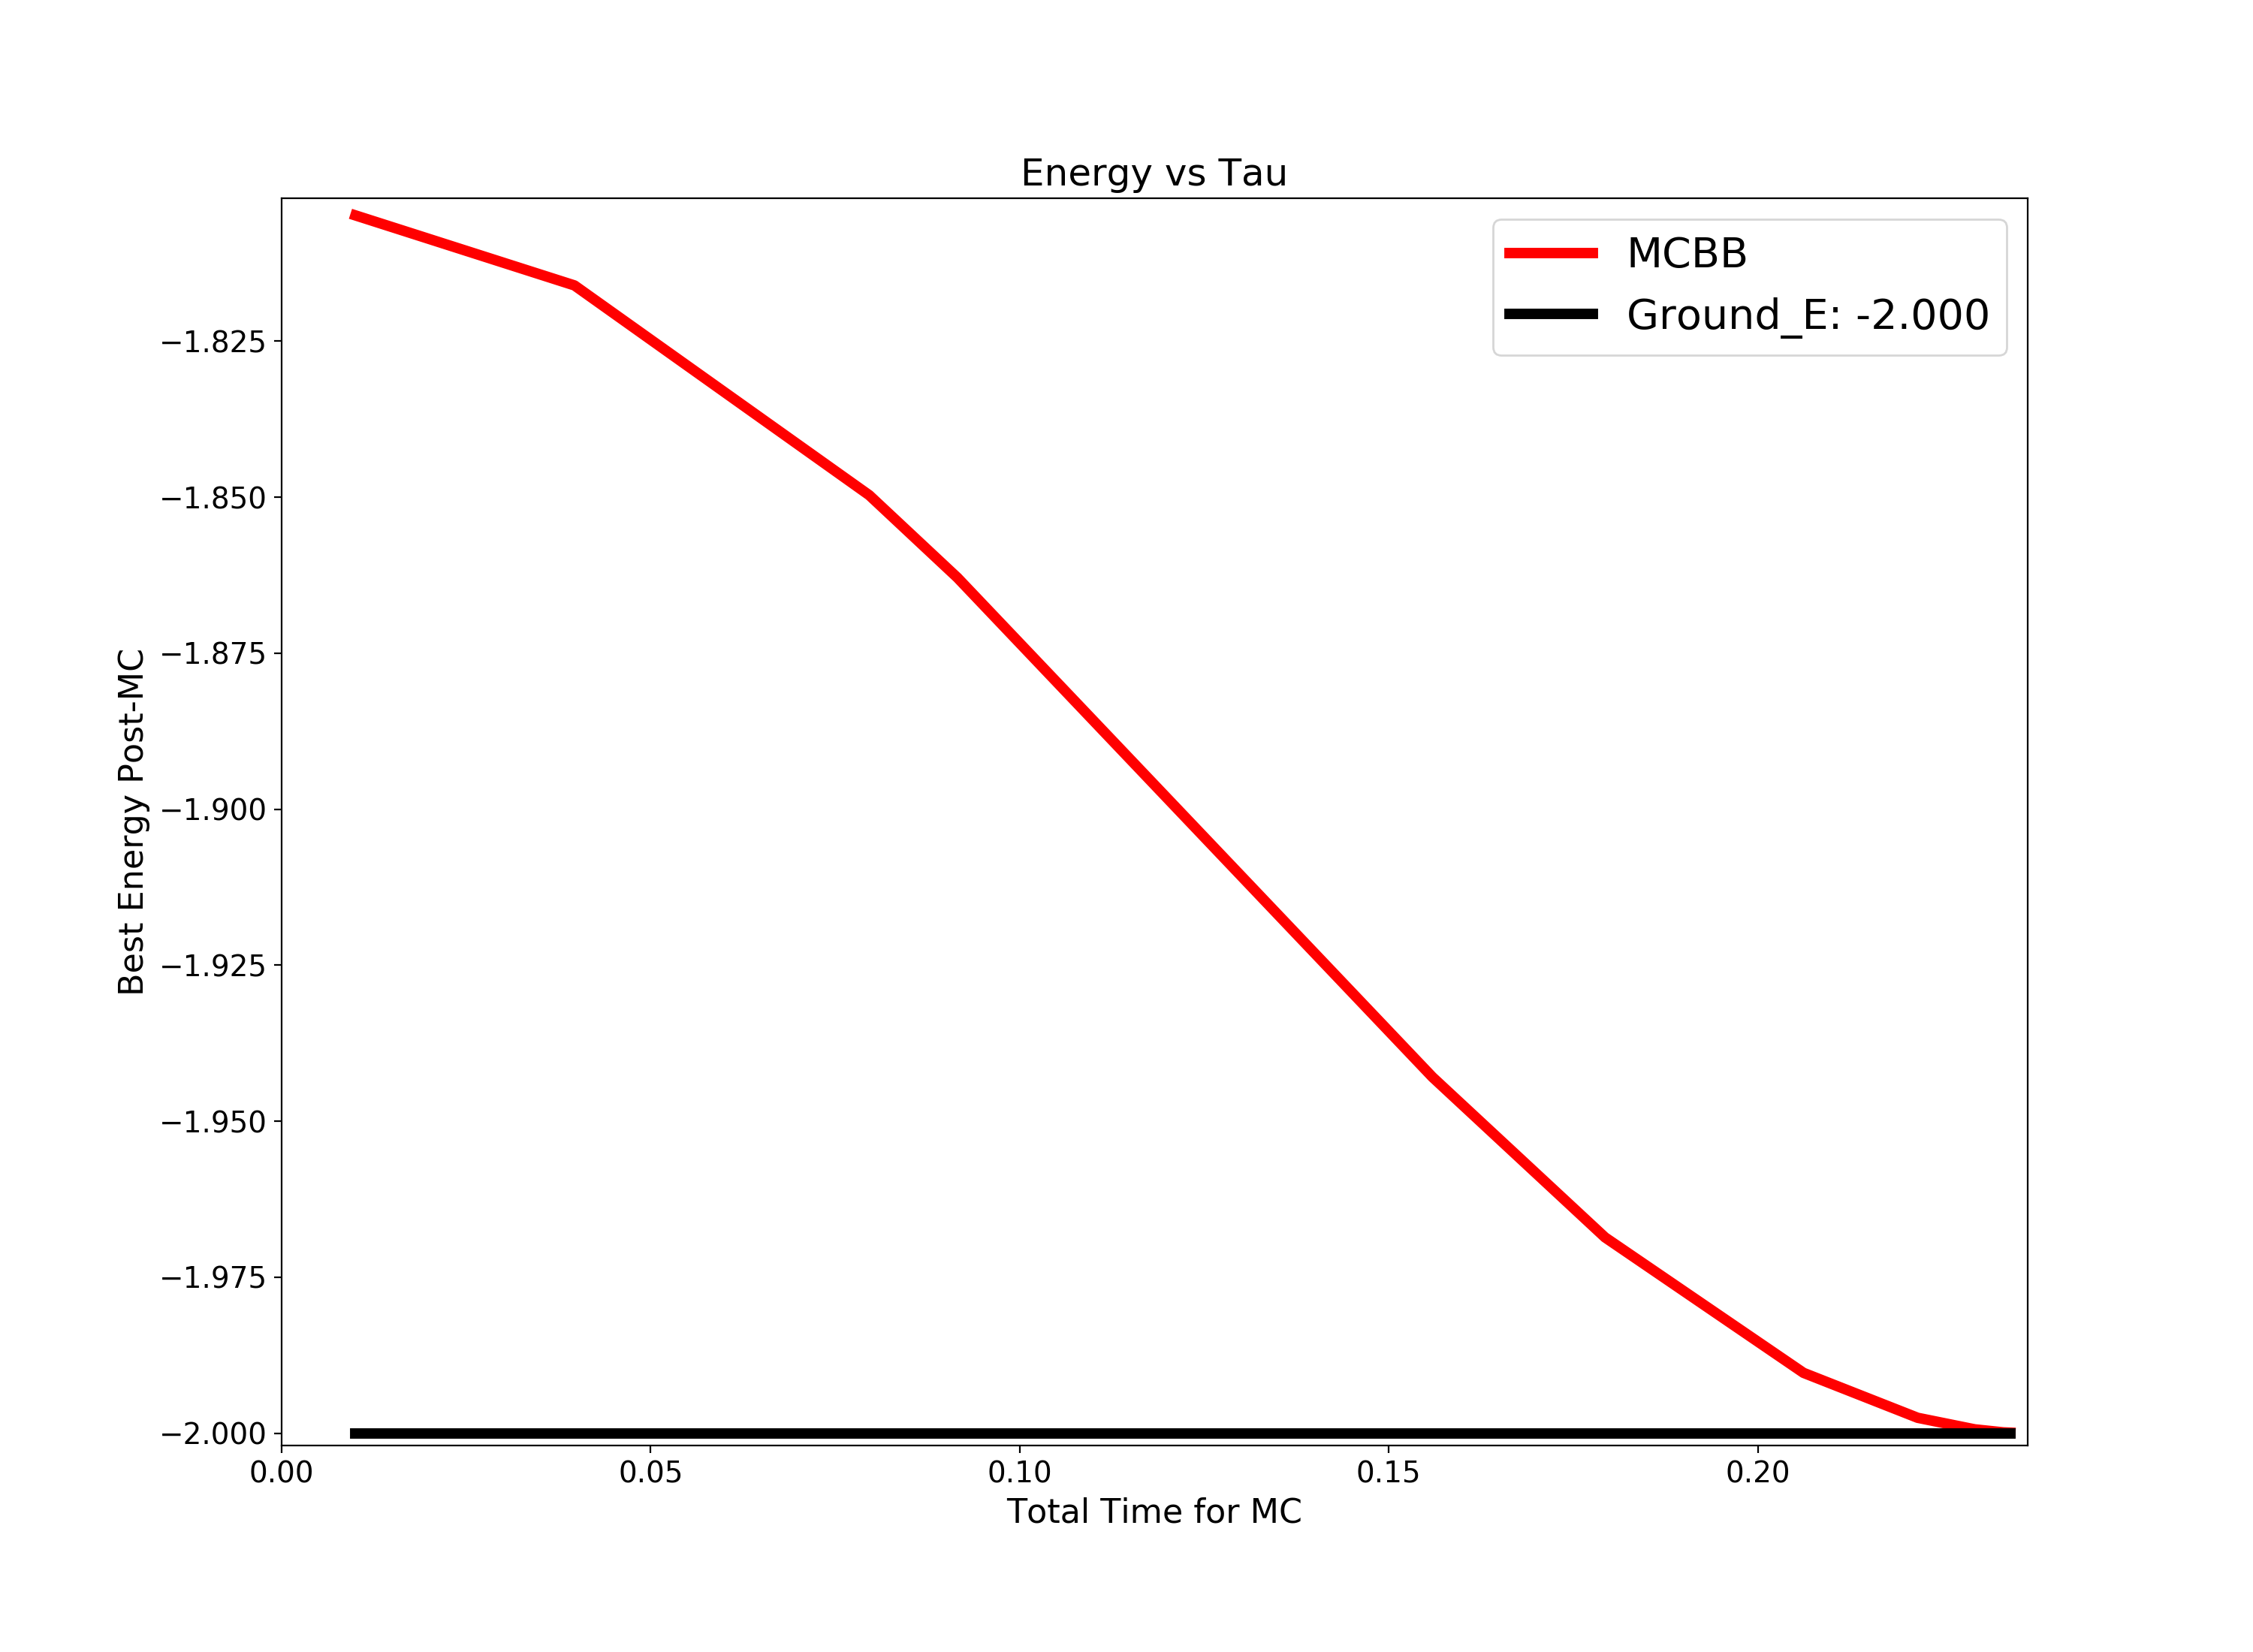 Energy vs Tau
MCBB
Ground_E: -2.000
Best Energy Post-MC
−1.825
−1.850
−1.875
−1.900
−1.925
−1.950
−1.975
−2.000
0.00 0.05 0.10 0.15 0.20
Total Time for MC